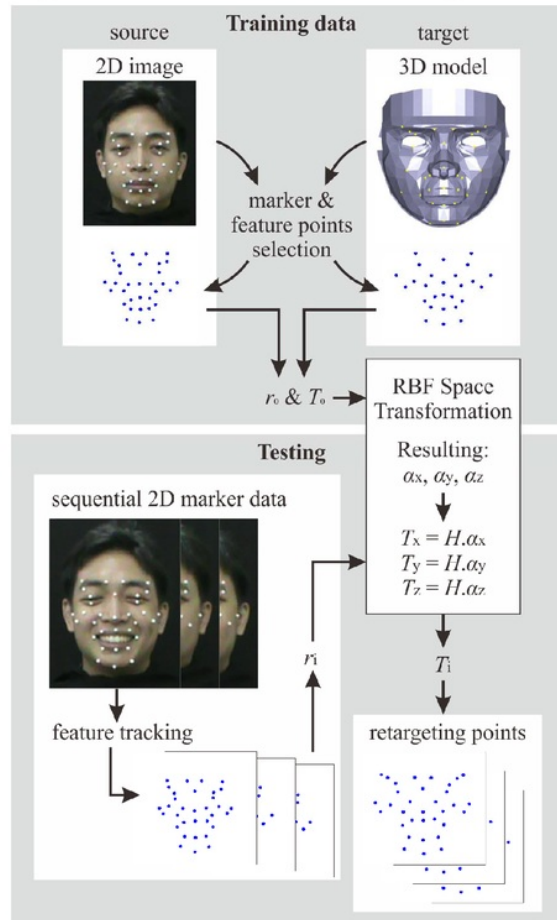 Training data
source
target
2D image
3D model
marker &
feature points
selection
r₀ & T₀
RBF Space
Transformation
Resulting:
αx, αy, αz
Tx = H.αx
Ty = H.αy
Tz = H.αz
Testing
sequential 2D marker data
feature tracking
ri
Ti
retargeting points